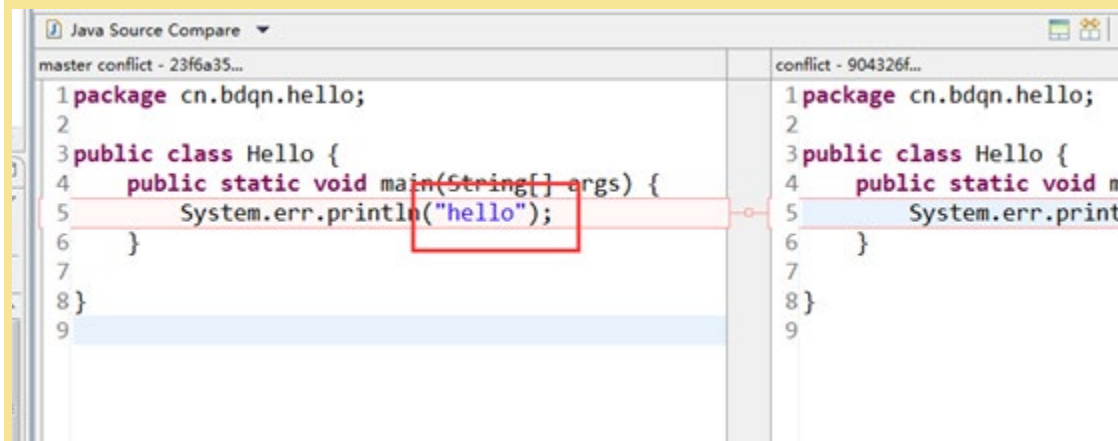 Java Source Compare
master conflict - 23f6a35...
1 package cn.bdqn.hello;
2
3 public class Hello {
4 public static void main(String[] args) {
5 System.err.println("hello");
6 }
7
8 }
9
conflict - 904326f...
1 package cn.bdqn.hello;
2
3 public class Hello {
4 public static void
5 System.err.print
6 }
7
8 }
9